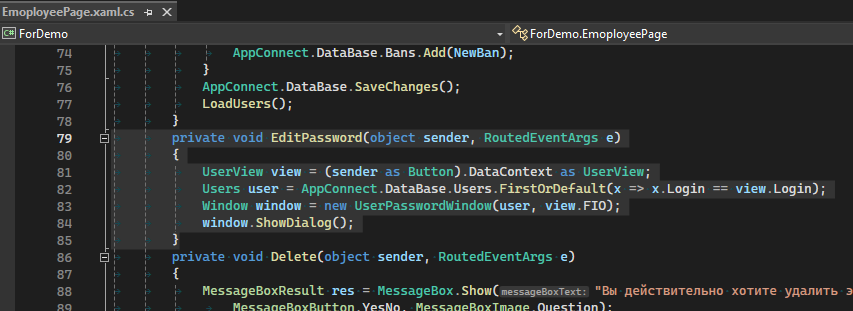 EmoployeePage.xaml.cs
ForDemo
ForDemo.EmoployeePage
74 AppConnect.DataBase.Bans.Add(NewBan);
75 }
76 AppConnect.DataBase.SaveChanges();
77 LoadUsers();
78 }
79 private void EditPassword(object sender, RoutedEventArgs e)
80 {
81 UserView view = (sender as Button).DataContext as UserView;
82 Users user = AppConnect.DataBase.Users.FirstOrDefault(x => x.Login == view.Login);
83 Window window = new UserPasswordWindow(user, view.FIO);
84 window.ShowDialog();
85 }
86 private void Delete(object sender, RoutedEventArgs e)
87 {
88 MessageBoxResult res = MessageBox.Show(messageBoxText: "Вы действительно хотите удалить э
89 MessageBoxButton.YesNo, MessageBoxImage.Question);